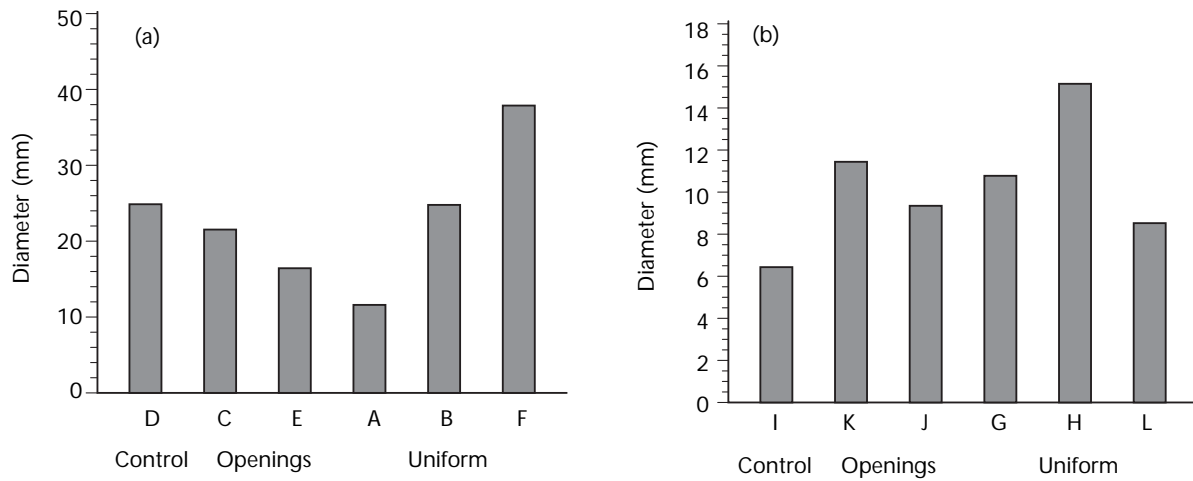 (a)
Diameter (mm)
50
40
30
20
10
0
D C E A B F
Control Openings Uniform
(b)
Diameter (mm)
18
16
14
12
10
8
6
4
2
0
I K J G H L
Control Openings Uniform